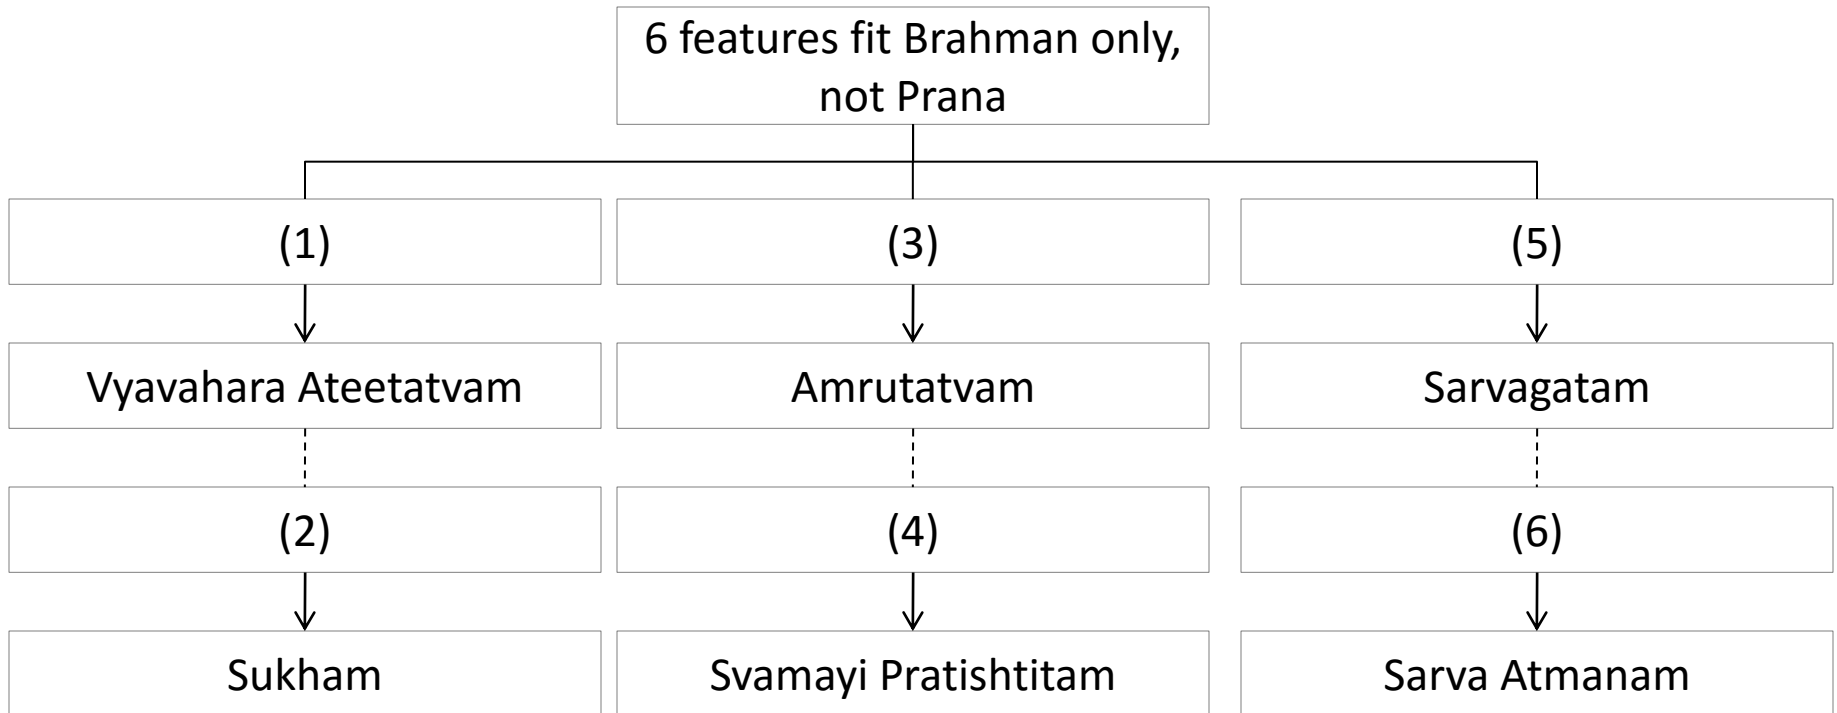 6 features fit Brahman only,
not Prana
(1)
(3)
(5)
Vyavahara Ateetatvam
Amrutatvam
Sarvagatam
(2)
(4)
(6)
Sukham
Svamayi Pratishtitam
Sarva Atmanam